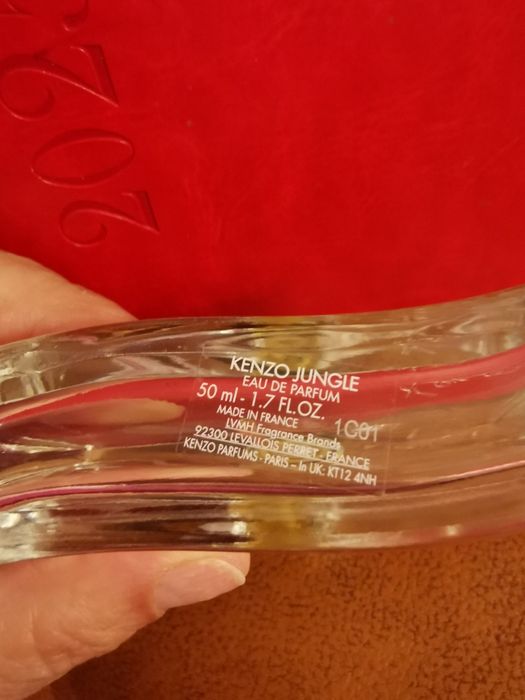 2023
KENZO JUNGLE
EAU DE PARFUM
50 ml - 1.7 FL.OZ.
MADE IN FRANCE
1C01
LVMH Fragrance Brands
92300 LEVALLOIS PERRET - FRANCE
KENZO PARFUMS - PARIS – In UK: KT12 4NH